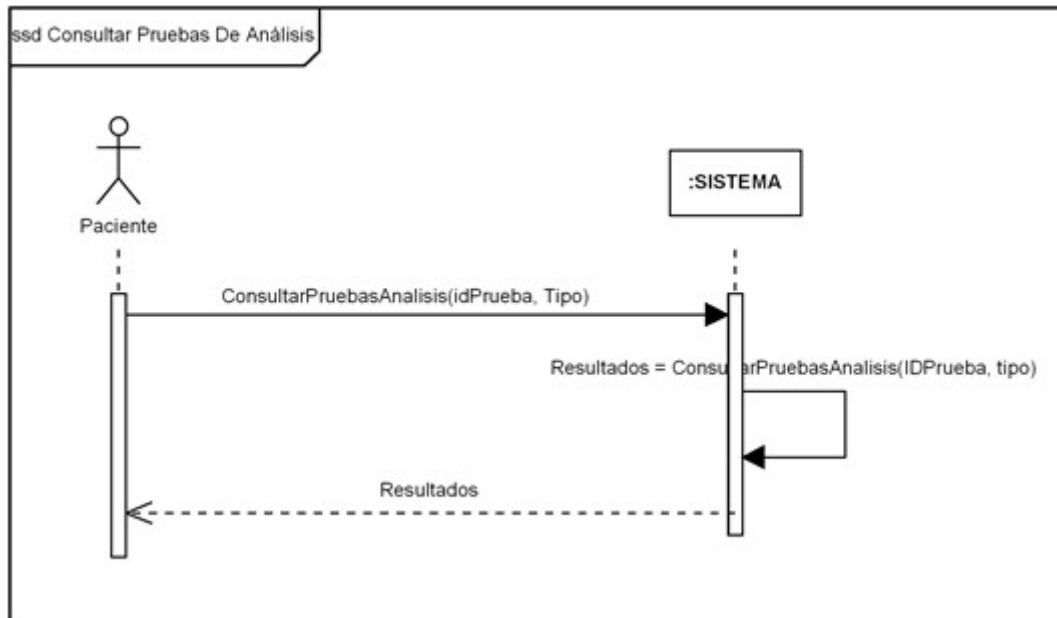 ssd Consultar Pruebas De Análisis
Paciente
:SISTEMA
ConsultarPruebasAnalisis(idPrueba, Tipo)
Resultados = ConsultarPruebasAnalisis(IDPrueba, tipo)
Resultados